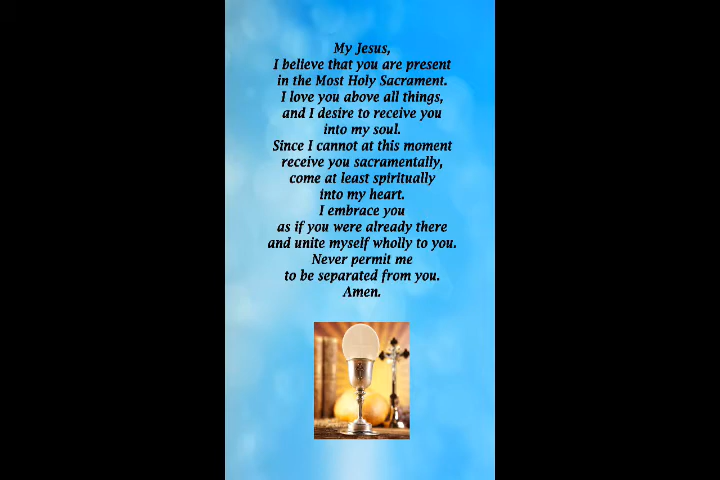 My Jesus,
I believe that you are present
in the Most Holy Sacrament.
I love you above all things,
and I desire to receive you
into my soul.
Since I cannot at this moment
receive you sacramentally,
come at least spiritually
into my heart.
I embrace you
as if you were already there
and unite myself wholly to you.
Never permit me
to be separated from you.
Amen.